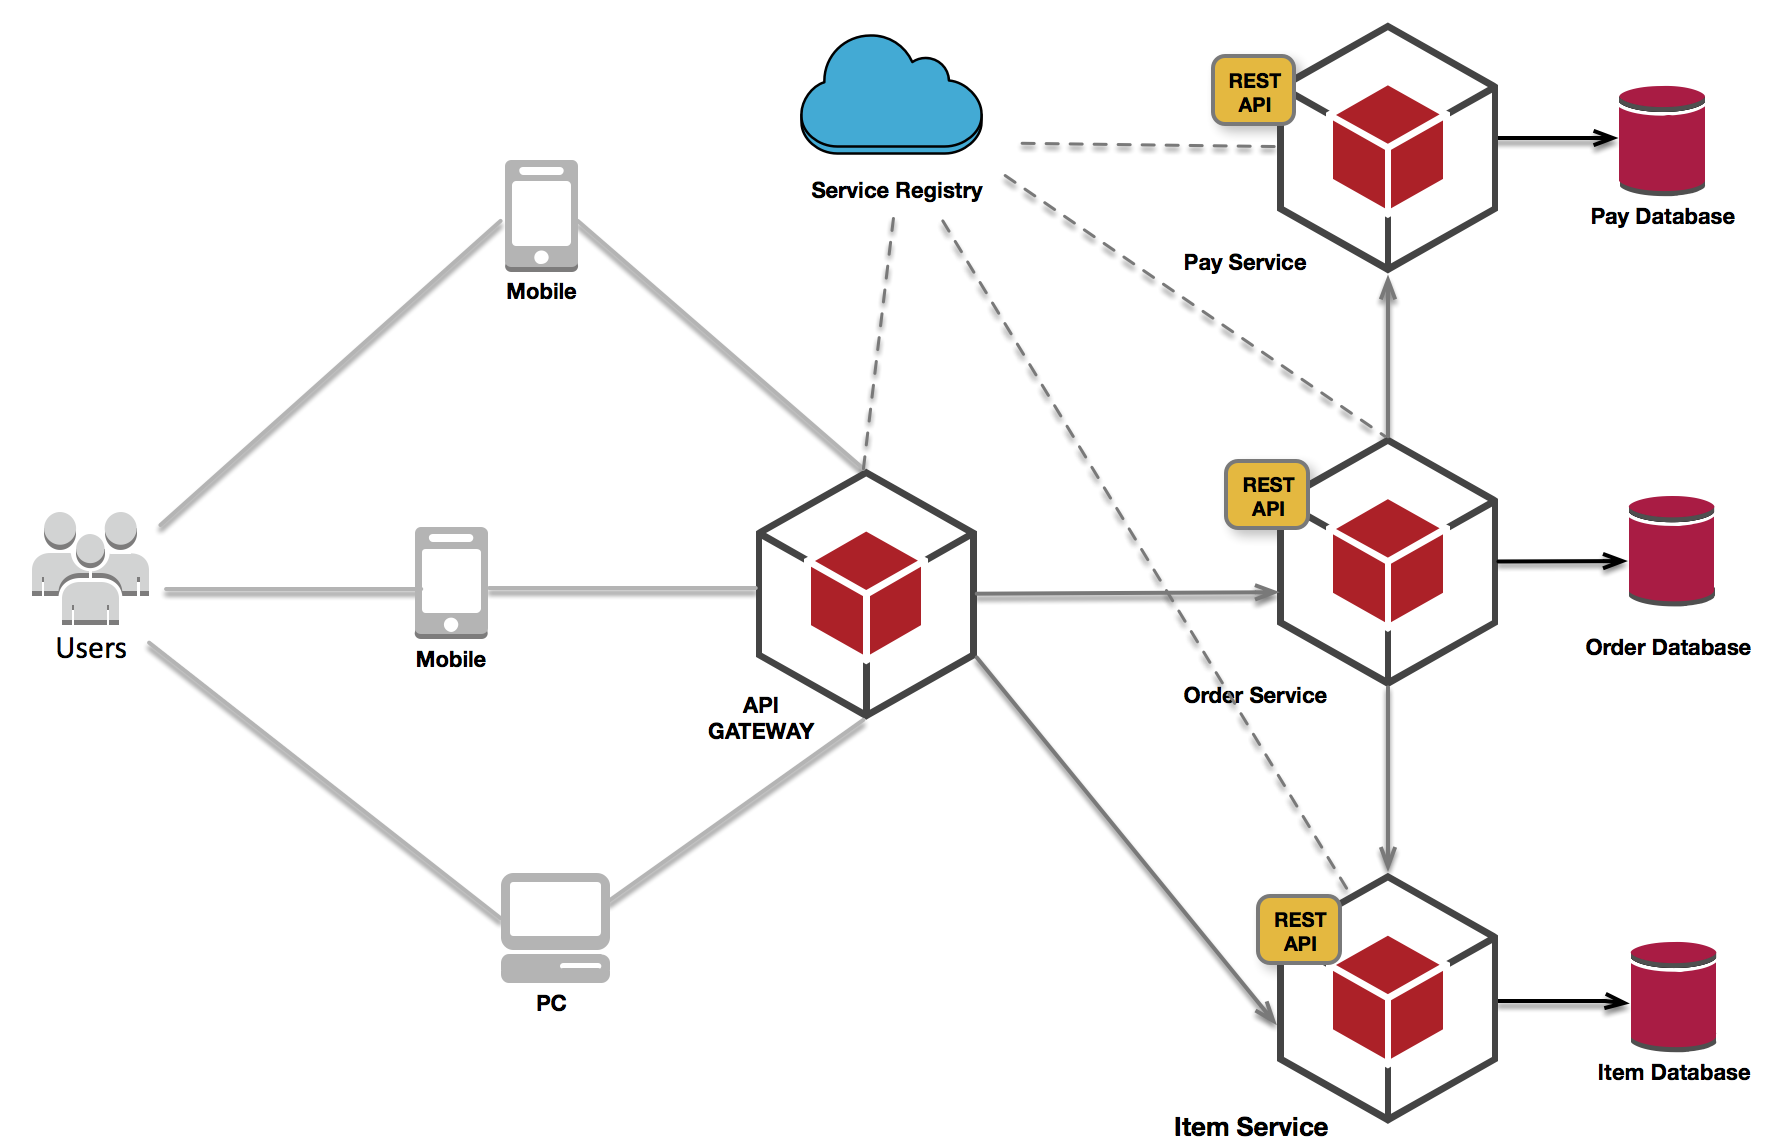 REST
API
Service Registry
Pay Database
Pay Service
Mobile
REST
API
Users
Mobile
Order Database
Order Service
API
GATEWAY
REST
API
PC
Item Database
Item Service